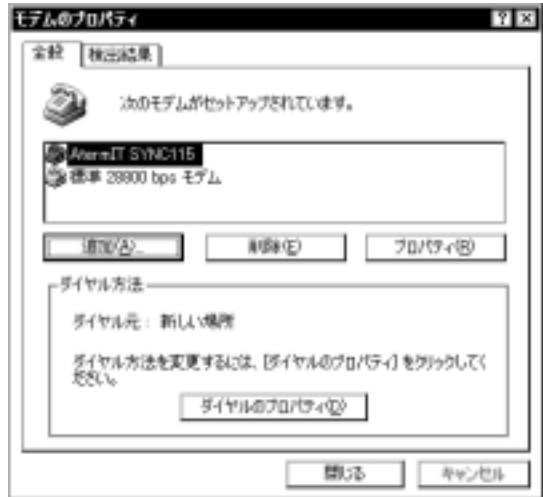 モデムのプロパティ
全般 検出結果
次のモデムがセットアップされています。
AtermIT SYNC115
標準 28800 bps モデム
追加(A)... 削除(E) プロパティ(R)
ダイヤル方法
ダイヤル元： 新しい場所
ダイヤル方法を変更するには、[ダイヤルのプロパティ] をクリックしてく
ださい。
ダイヤルのプロパティ(D)
閉じる キャンセル